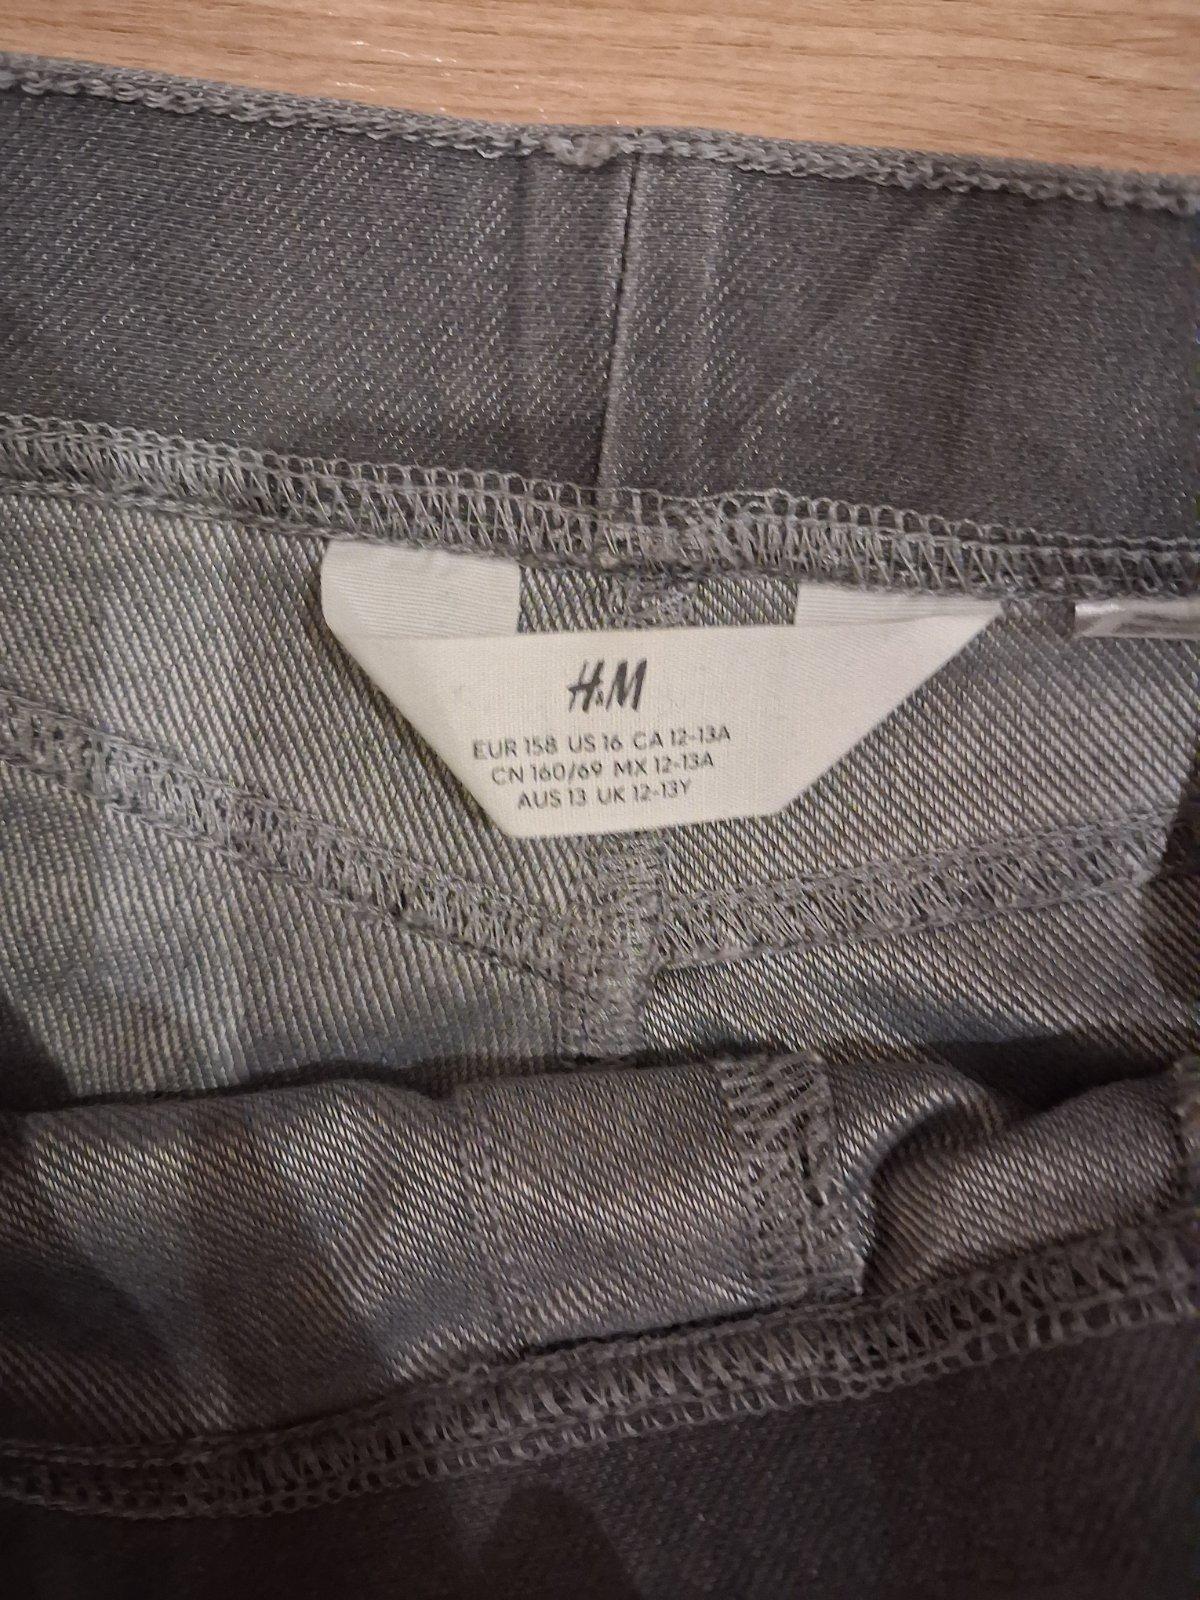 H&M
EUR 158 US 16 CA 12-13A
CN 160/69 MX 12-13A
AUS 13 UK 12-13Y